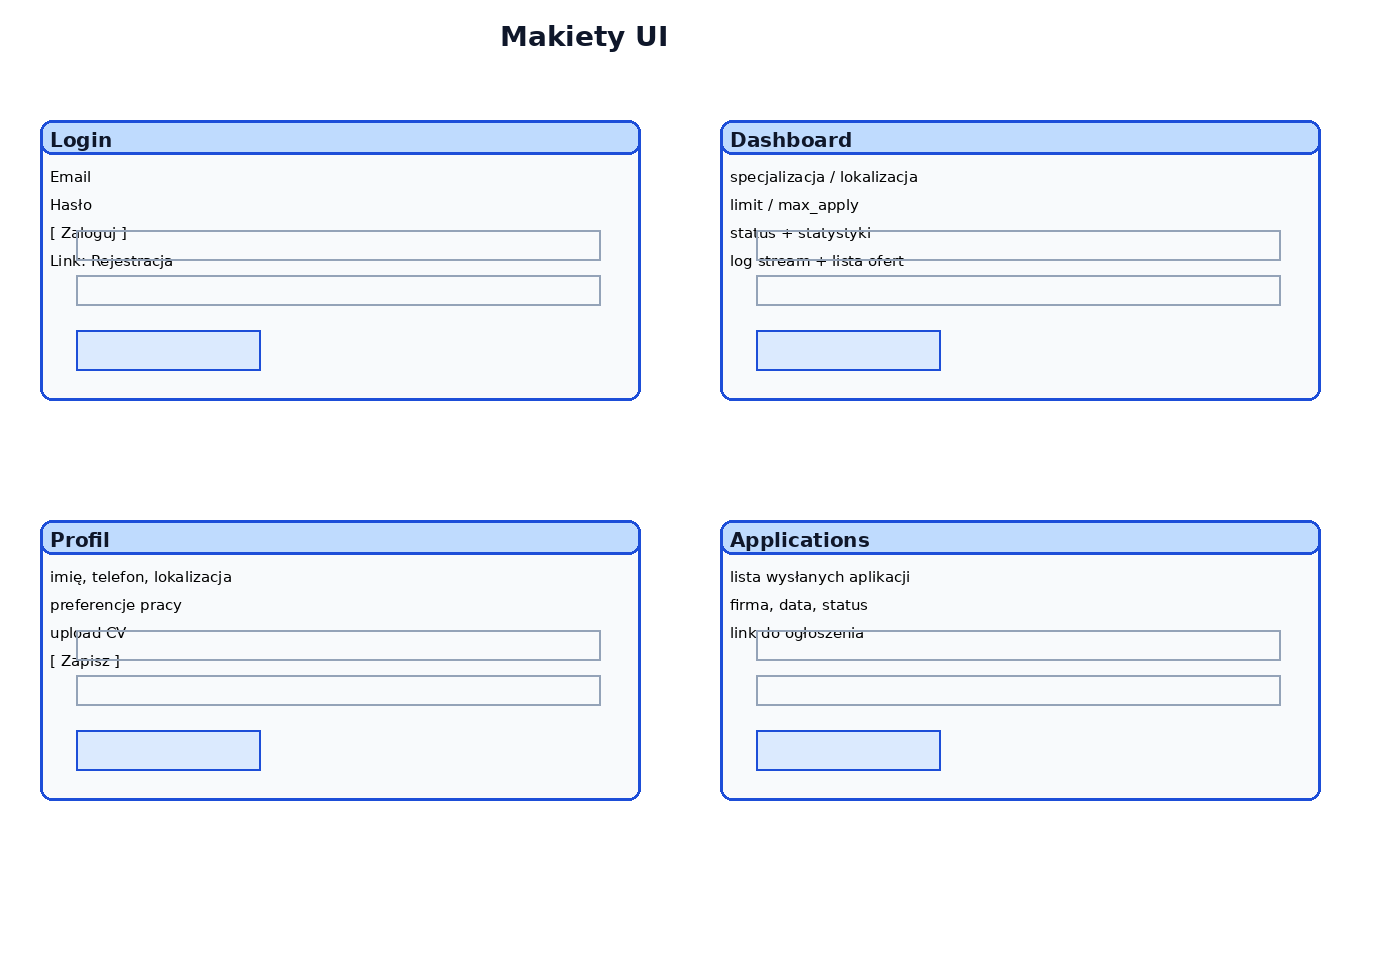 Makiety UI
Login
Email
Hasło
[ Zaloguj ]
Link: Rejestracja
Dashboard
specjalizacja / lokalizacja
limit / max_apply
status + statystyki
log stream + lista ofert
Profil
imię, telefon, lokalizacja
preferencje pracy
upload CV
[ Zapisz ]
Applications
lista wysłanych aplikacji
firma, data, status
link do ogłoszenia